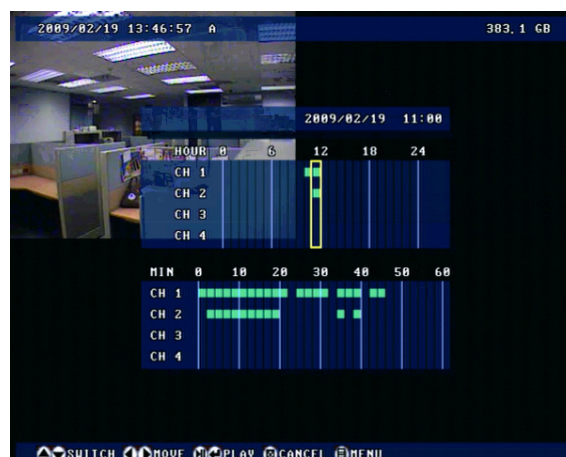 2009/02/19 13:46:57 A 383.1 GB
2009/02/19 11:00
HOUR 0 6 12 18 24
CH 1
CH 2
CH 3
CH 4
MIN 0 10 20 30 40 50 60
CH 1
CH 2
CH 3
CH 4
SWITCH MOVE PLAY CANCEL MENU